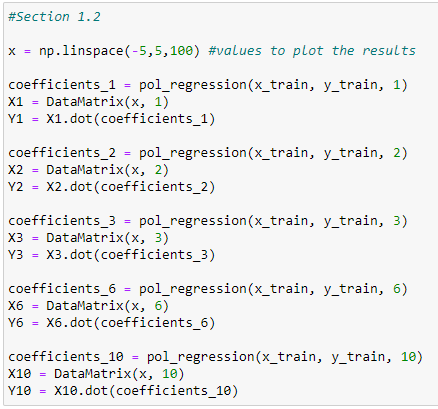 #Section 1.2
x = np.linspace(-5,5,100) #values to plot the results
coefficients_1 = pol_regression(x_train, y_train, 1)
X1 = DataMatrix(x, 1)
Y1 = X1.dot(coefficients_1)
coefficients_2 = pol_regression(x_train, y_train, 2)
X2 = DataMatrix(x, 2)
Y2 = X2.dot(coefficients_2)
coefficients_3 = pol_regression(x_train, y_train, 3)
X3 = DataMatrix(x, 3)
Y3 = X3.dot(coefficients_3)
coefficients_6 = pol_regression(x_train, y_train, 6)
X6 = DataMatrix(x, 6)
Y6 = X6.dot(coefficients_6)
coefficients_10 = pol_regression(x_train, y_train, 10)
X10 = DataMatrix(x, 10)
Y10 = X10.dot(coefficients_10)